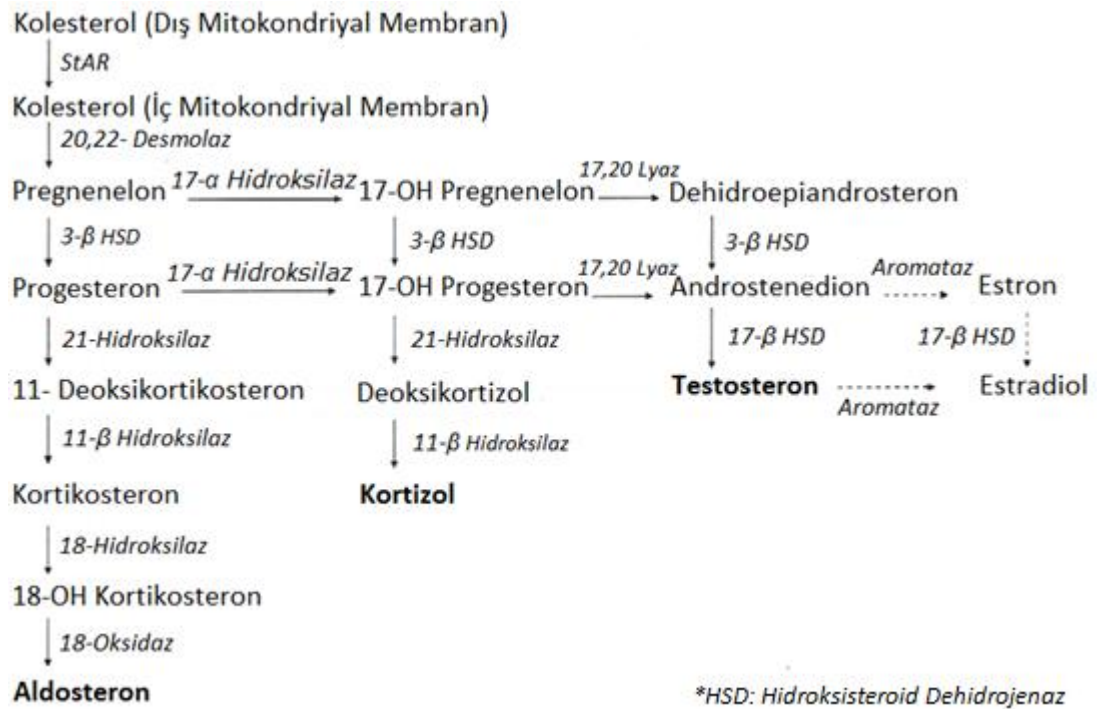 Kolesterol (Dış Mitokondriyal Membran)
StAR
Kolesterol (İç Mitokondriyal Membran)
20,22- Desmolaz
Pregnenelon 17-α Hidroksilaz 17-OH Pregnenelon 17,20 Lyaz Dehidroepiandrosteron
3-β HSD 3-β HSD 3-β HSD
Progesteron 17-α Hidroksilaz 17-OH Progesteron 17,20 Lyaz Androstenedion Aromataz Estron
21-Hidroksilaz 21-Hidroksilaz 17-β HSD 17-β HSD
11- Deoksikortikosteron Deoksikortizol Testosteron Aromataz Estradiol
11-β Hidroksilaz 11-β Hidroksilaz
Kortikosteron Kortizol
18-Hidroksilaz
18-OH Kortikosteron
18-Oksidaz
Aldosteron
*HSD: Hidroksisteroid Dehidrojenaz